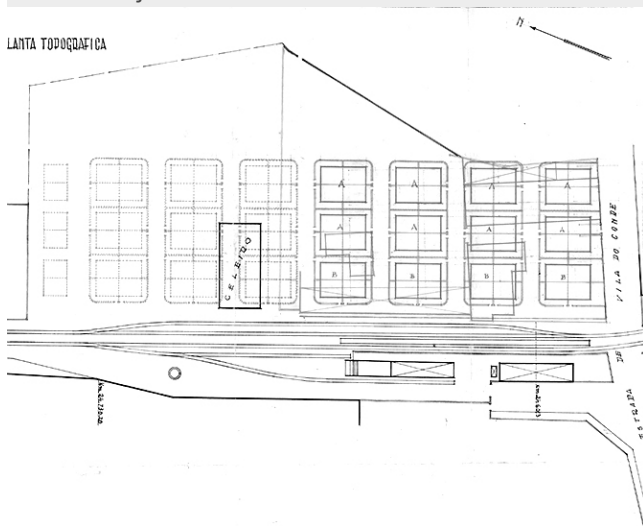 LANTA TOPOGRAFICA
N
A A A A
A A A A
B B B B
CELEIRO
ESTRADA DE VILA DO CONDE